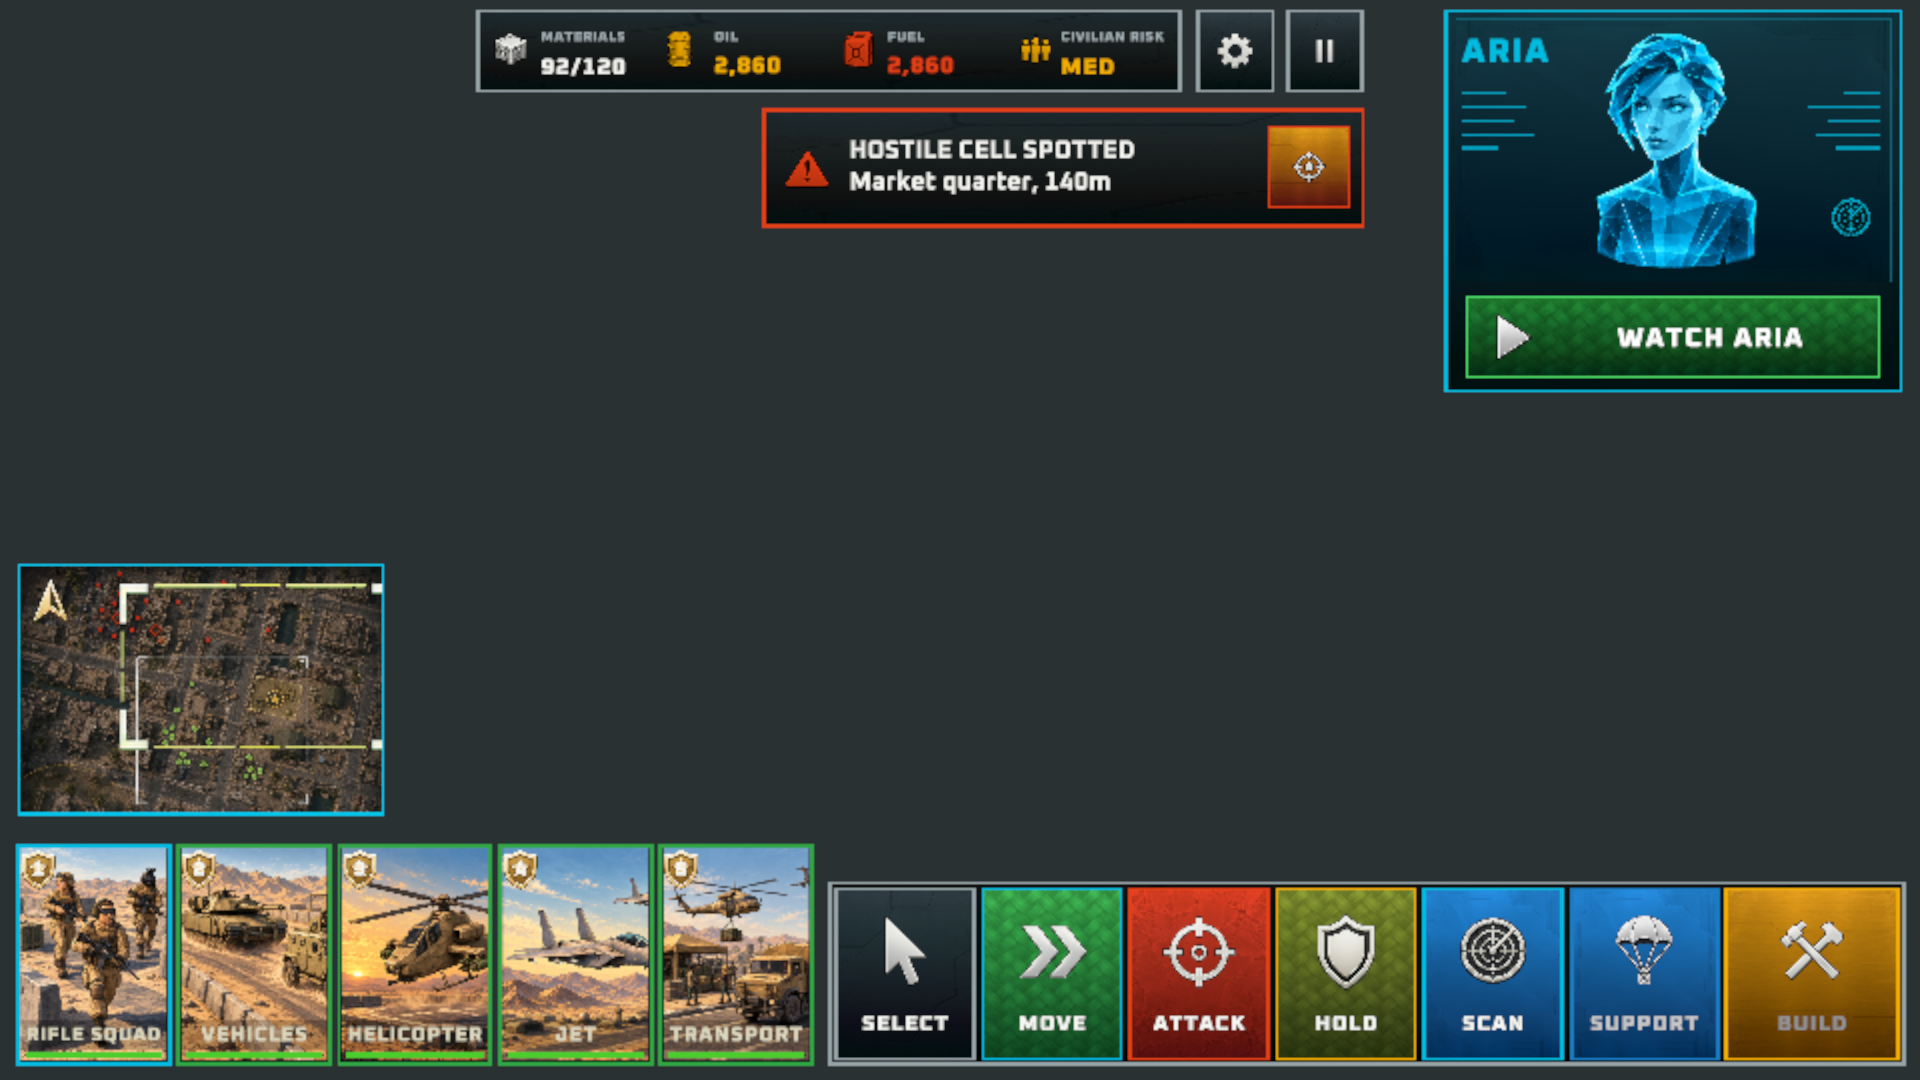 MATERIALS
92/120
OIL
2,860
FUEL
2,860
CIVILIAN RISK
MED
HOSTILE CELL SPOTTED
Market quarter, 140m
ARIA
WATCH ARIA
RIFLE SQUAD
VEHICLES
HELICOPTER
JET
TRANSPORT
SELECT
MOVE
ATTACK
HOLD
SCAN
SUPPORT
BUILD